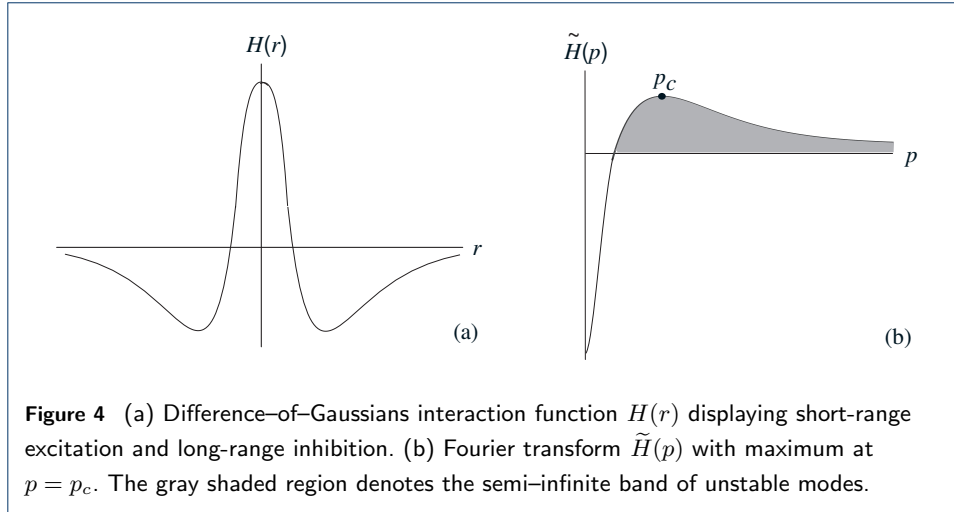 H(r)
r
(a)
H̃(p)
p_c
p
(b)
Figure 4 (a) Difference–of–Gaussians interaction function H(r) displaying short-range
excitation and long-range inhibition. (b) Fourier transform H̃(p) with maximum at
p = p_c. The gray shaded region denotes the semi–infinite band of unstable modes.